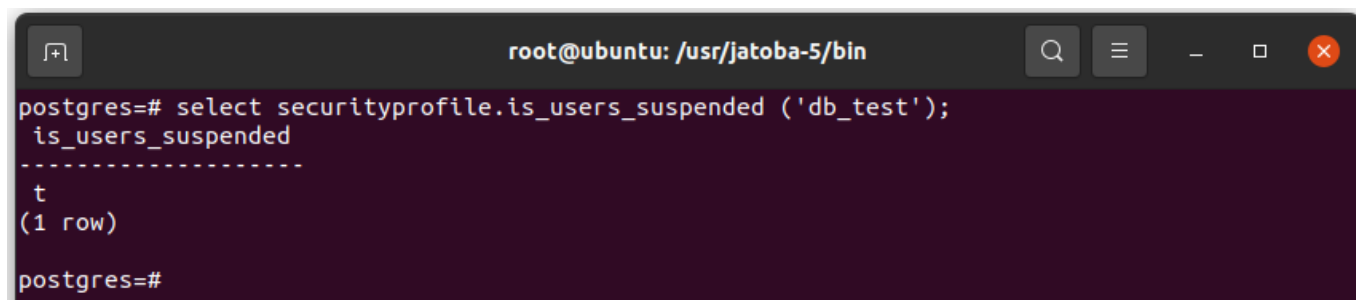 root@ubuntu: /usr/jatoba-5/bin
postgres=# select securityprofile.is_users_suspended ('db_test');
is_users_suspended
--------------------
t
(1 row)
postgres=#